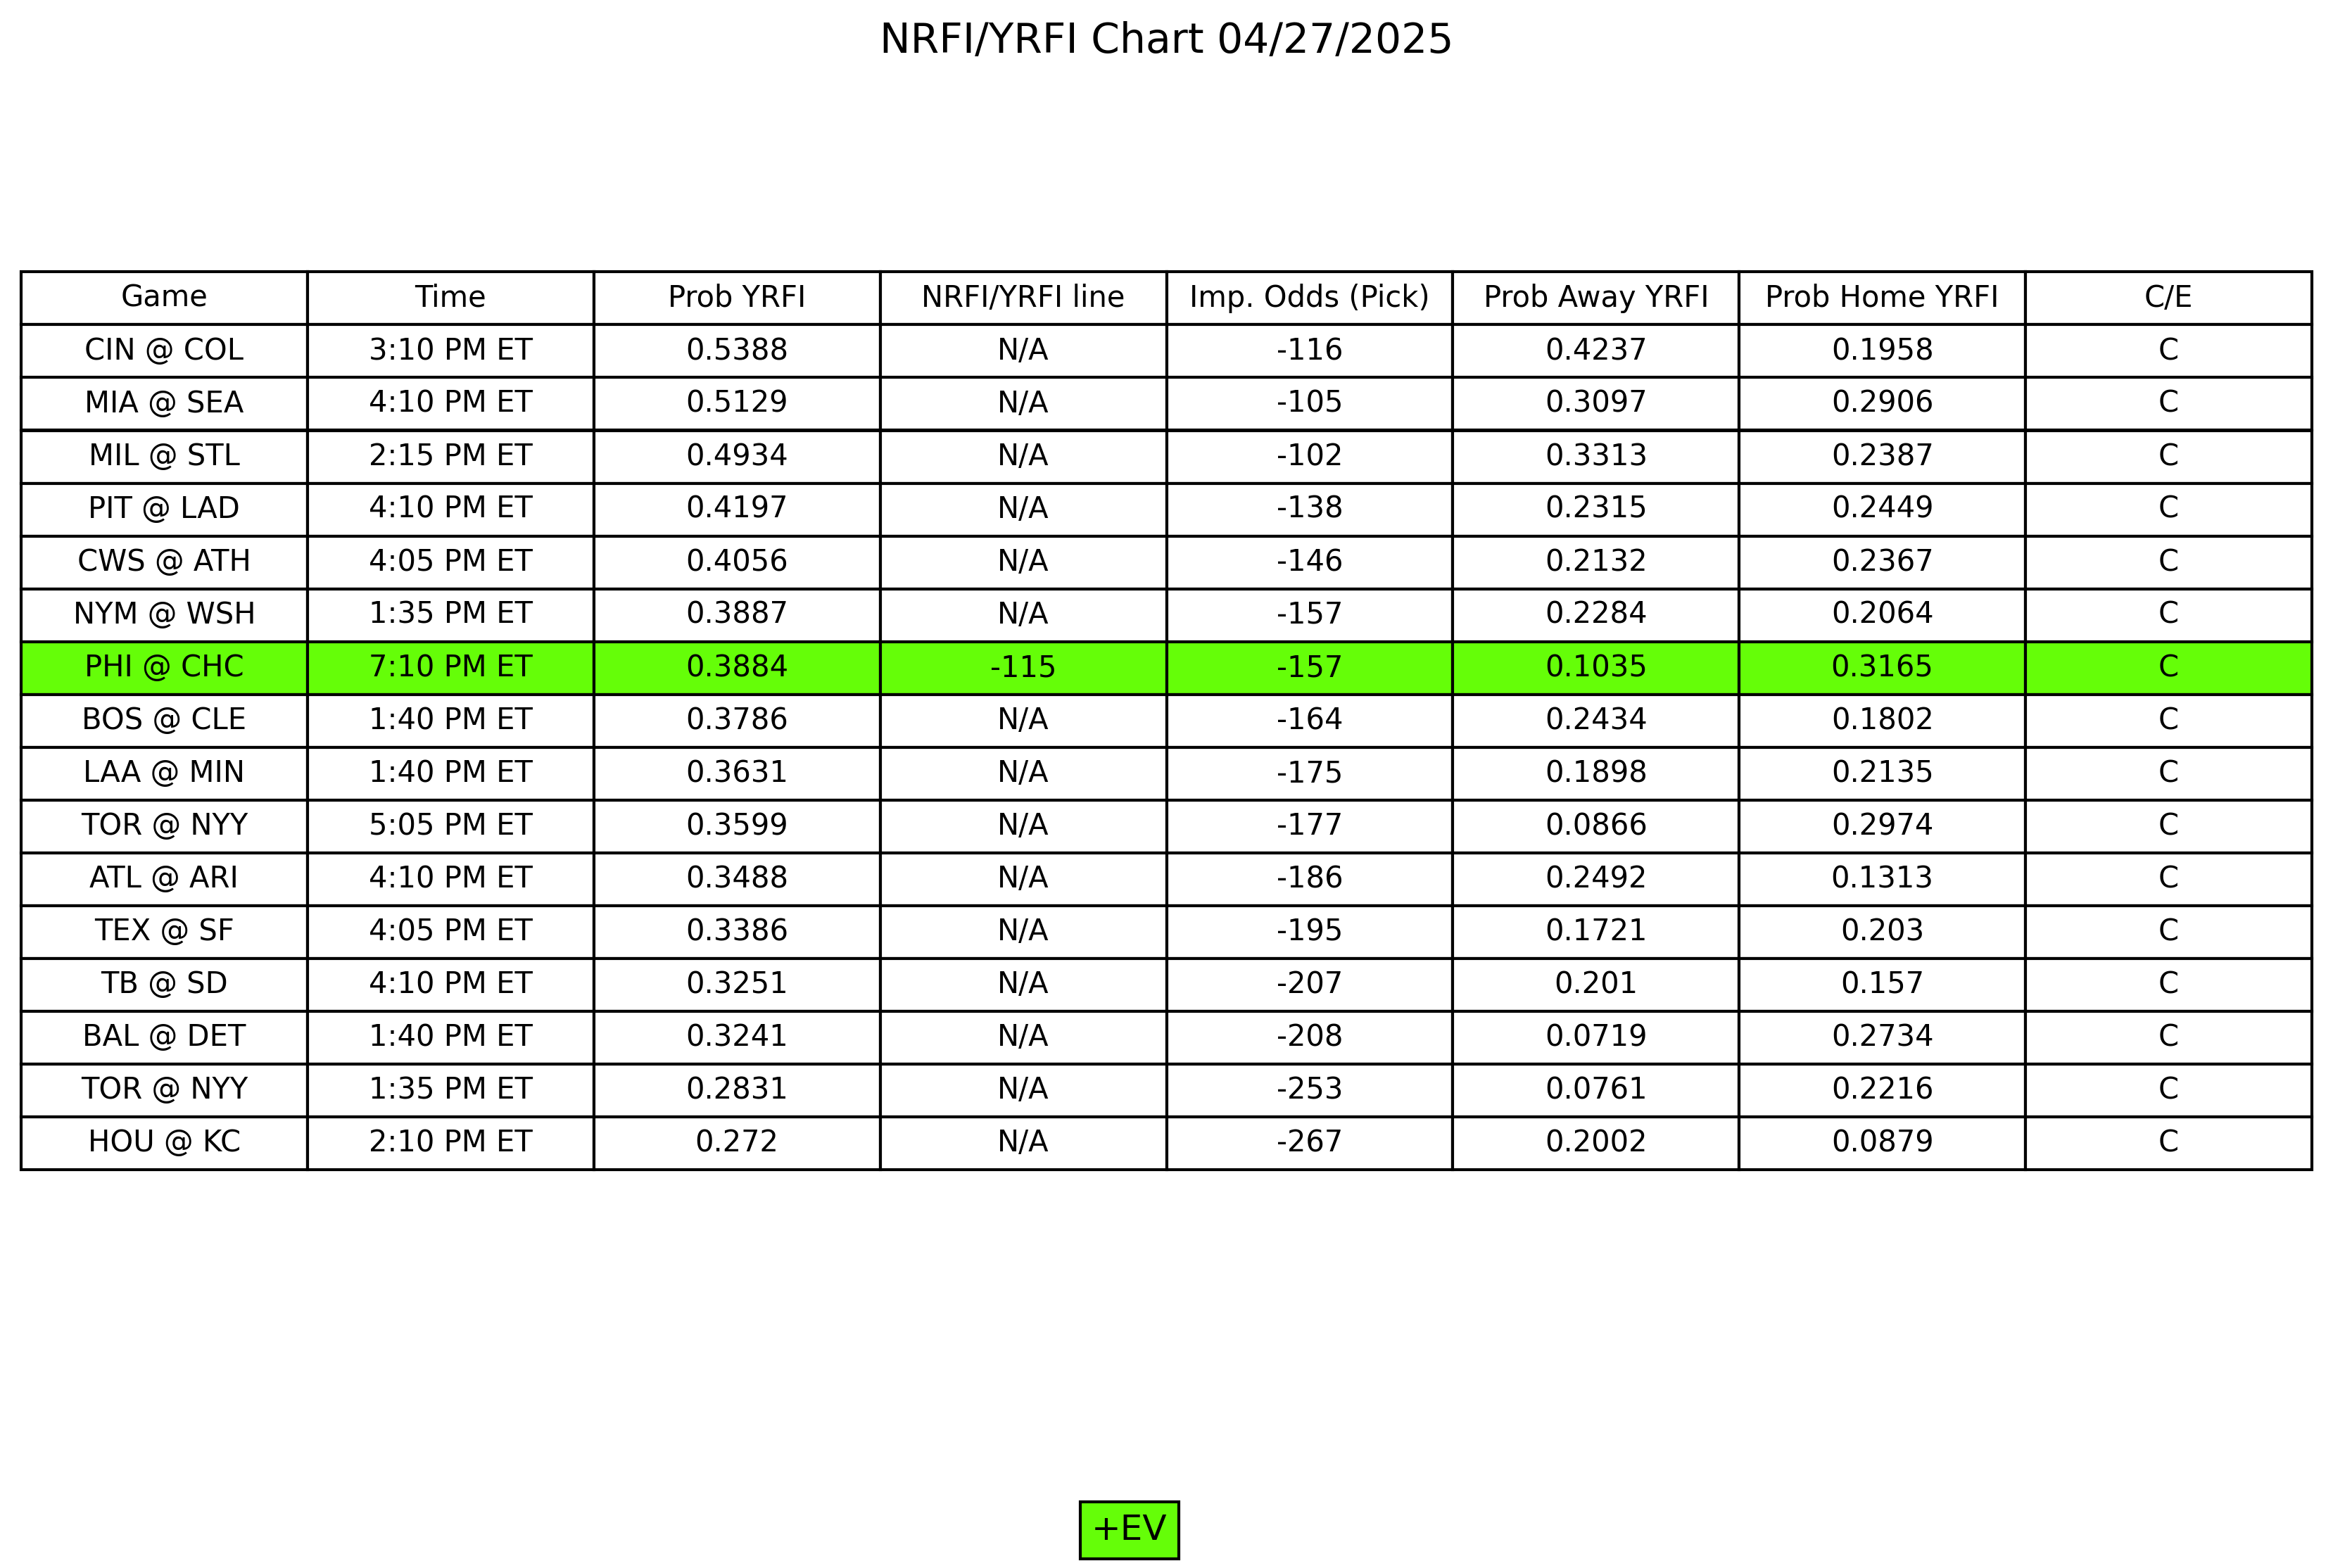 NRFI/YRFI Chart 04/27/2025
Game Time Prob YRFI NRFI/YRFI line Imp. Odds (Pick) Prob Away YRFI Prob Home YRFI C/E
CIN @ COL 3:10 PM ET 0.5388 N/A -116 0.4237 0.1958 C
MIA @ SEA 4:10 PM ET 0.5129 N/A -105 0.3097 0.2906 C
MIL @ STL 2:15 PM ET 0.4934 N/A -102 0.3313 0.2387 C
PIT @ LAD 4:10 PM ET 0.4197 N/A -138 0.2315 0.2449 C
CWS @ ATH 4:05 PM ET 0.4056 N/A -146 0.2132 0.2367 C
NYM @ WSH 1:35 PM ET 0.3887 N/A -157 0.2284 0.2064 C
PHI @ CHC 7:10 PM ET 0.3884 -115 -157 0.1035 0.3165 C
BOS @ CLE 1:40 PM ET 0.3786 N/A -164 0.2434 0.1802 C
LAA @ MIN 1:40 PM ET 0.3631 N/A -175 0.1898 0.2135 C
TOR @ NYY 5:05 PM ET 0.3599 N/A -177 0.0866 0.2974 C
ATL @ ARI 4:10 PM ET 0.3488 N/A -186 0.2492 0.1313 C
TEX @ SF 4:05 PM ET 0.3386 N/A -195 0.1721 0.203 C
TB @ SD 4:10 PM ET 0.3251 N/A -207 0.201 0.157 C
BAL @ DET 1:40 PM ET 0.3241 N/A -208 0.0719 0.2734 C
TOR @ NYY 1:35 PM ET 0.2831 N/A -253 0.0761 0.2216 C
HOU @ KC 2:10 PM ET 0.272 N/A -267 0.2002 0.0879 C
+EV